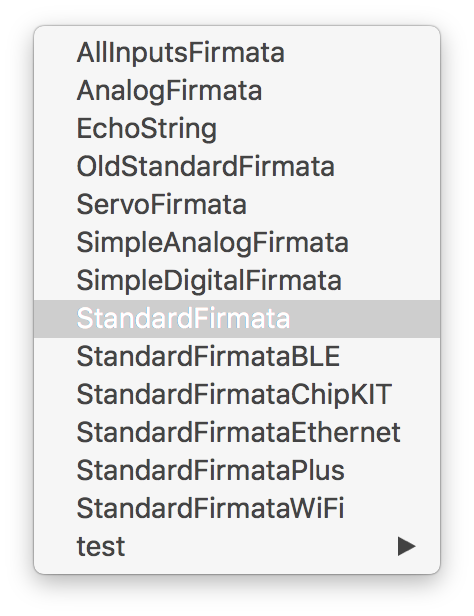 AllInputsFirmata
AnalogFirmata
EchoString
OldStandardFirmata
ServoFirmata
SimpleAnalogFirmata
SimpleDigitalFirmata
StandardFirmata
StandardFirmataBLE
StandardFirmataChipKIT
StandardFirmataEthernet
StandardFirmataPlus
StandardFirmataWiFi
test